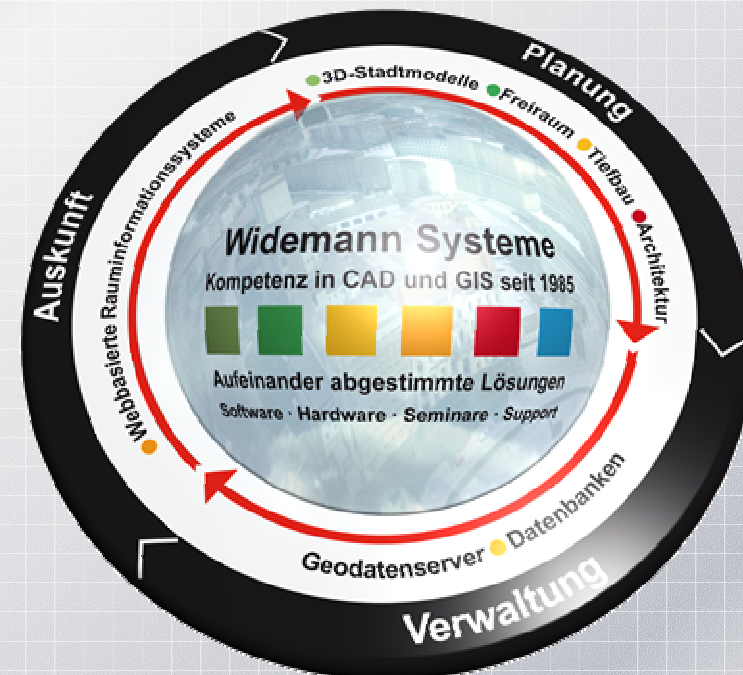 Planung
3D-Stadtmodelle
Freiraum
Tiefbau
Architektur
Auskunft
Webbasierte Rauminformationssysteme
Widemann Systeme
Kompetenz in CAD und GIS seit 1985
Aufeinander abgestimmte Lösungen
Software · Hardware · Seminare · Support
Geodatenserver
Datenbanken
Verwaltung